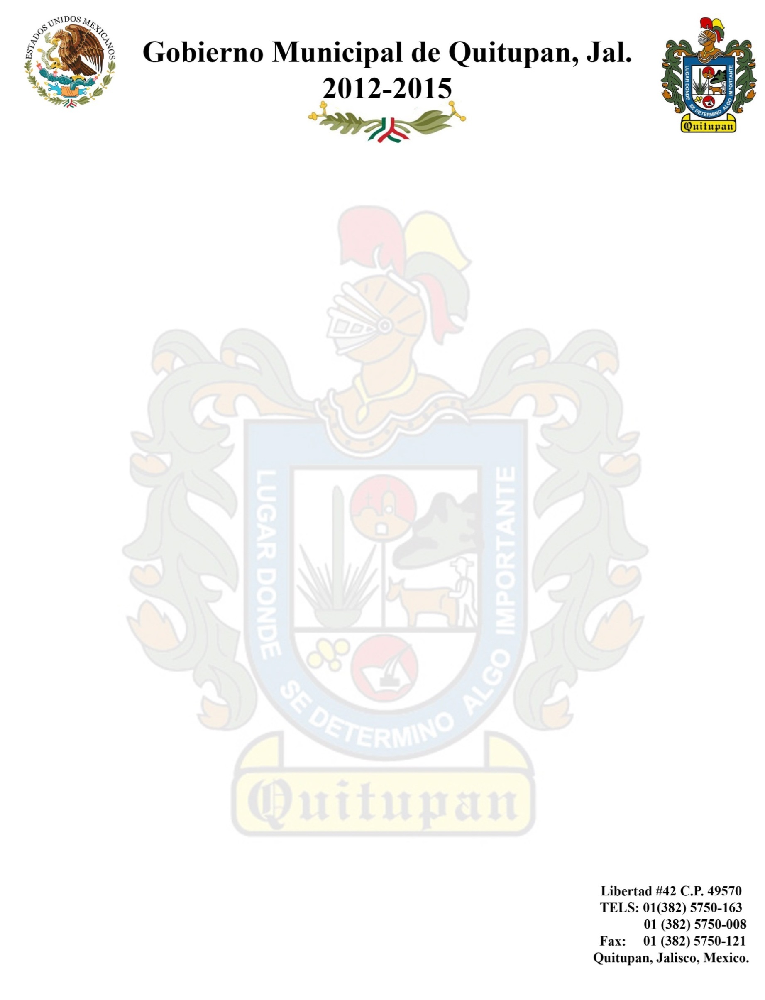 ESTADOS UNIDOS MEXICANOS
Gobierno Municipal de Quitupan, Jal.
2012-2015
LUGAR DONDE SE DETERMINO ALGO IMPORTANTE
Quitupan
LUGAR DONDE SE DETERMINO ALGO IMPORTANTE
Quitupan
Libertad #42 C.P. 49570
TELS: 01(382) 5750-163
01 (382) 5750-008
Fax: 01 (382) 5750-121
Quitupan, Jalisco, Mexico.